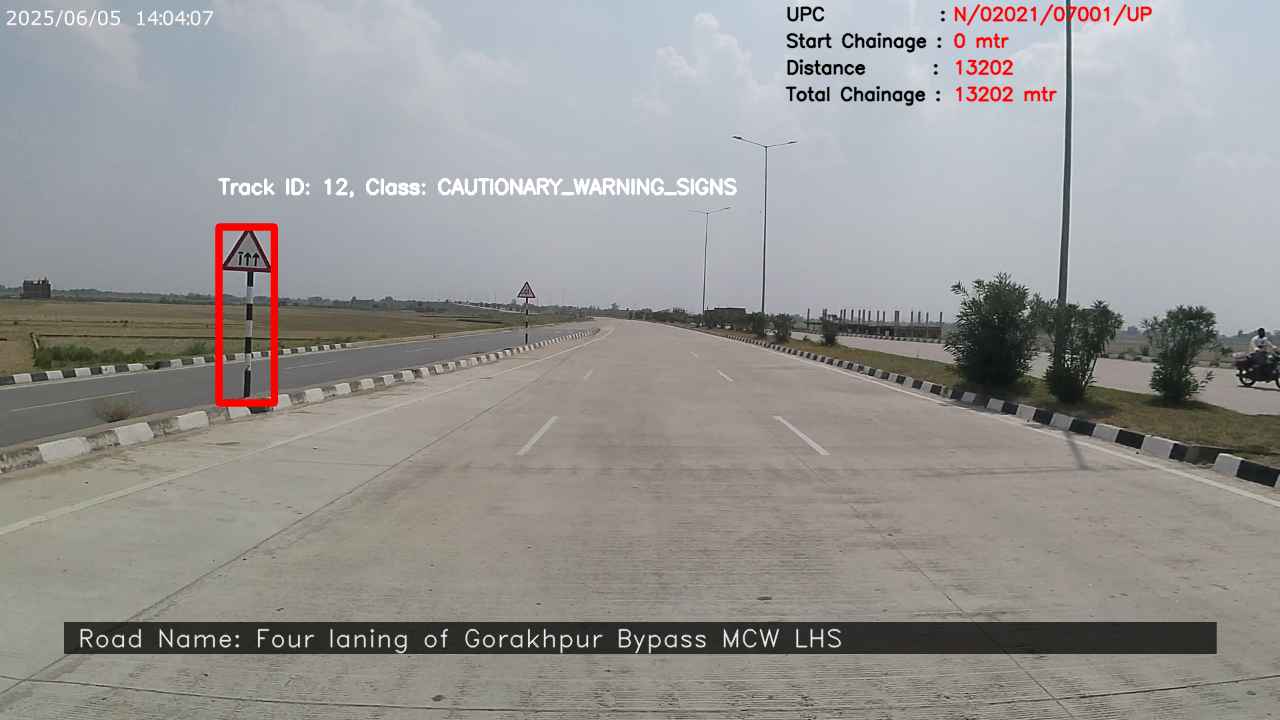 2025/06/05 14:04:07
UPC : N/02021/07001/UP
Start Chainage : 0 mtr
Distance : 13202
Total Chainage : 13202 mtr
Track ID: 12, Class: CAUTIONARY_WARNING_SIGNS
Road Name: Four laning of Gorakhpur Bypass MCW LHS